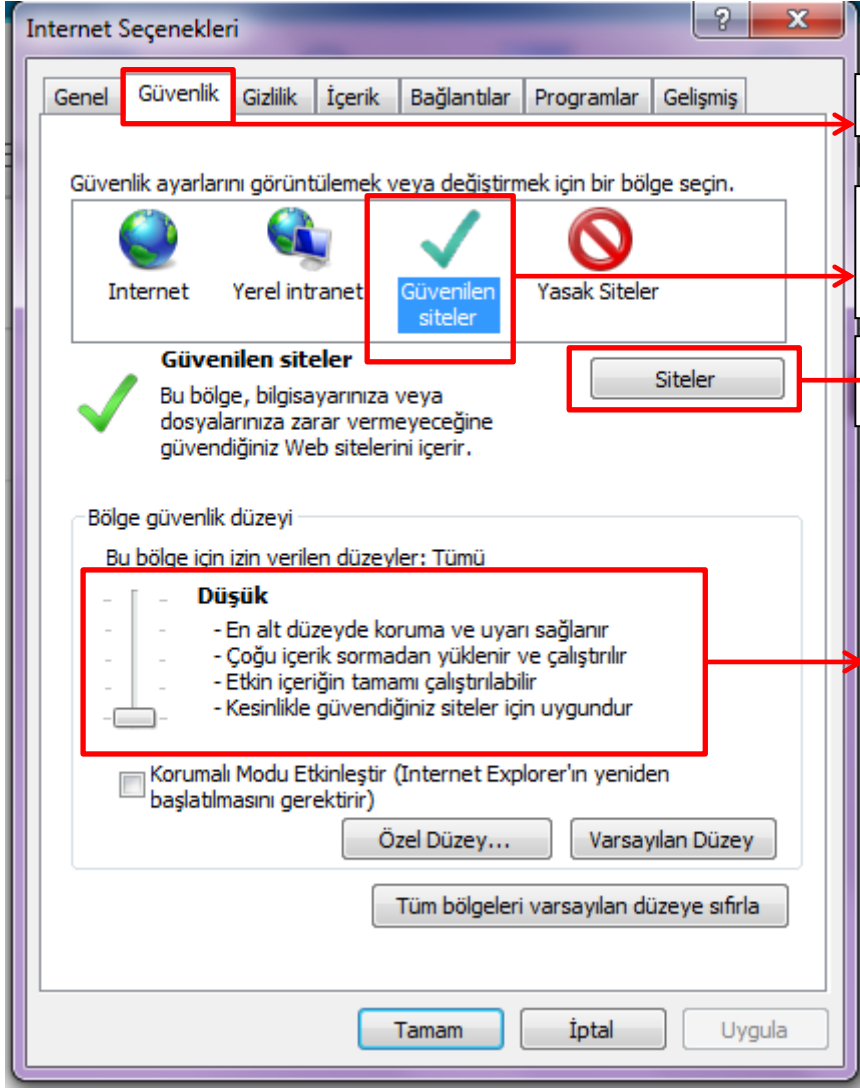 Internet Seçenekleri
?
X
Genel Güvenlik Gizlilik İçerik Bağlantılar Programlar Gelişmiş
Güvenlik ayarlarını görüntülemek veya değiştirmek için bir bölge seçin.
Internet Yerel intranet Güvenilen siteler Yasak Siteler
Güvenilen siteler
Siteler
Bu bölge, bilgisayarınıza veya
dosyalarınıza zarar vermeyeceğine
güvendiğiniz Web sitelerini içerir.
Bölge güvenlik düzeyi
Bu bölge için izin verilen düzeyler: Tümü
Düşük
- En alt düzeyde koruma ve uyarı sağlanır
- Çoğu içerik sormadan yüklenir ve çalıştırılır
- Etkin içeriğin tamamı çalıştırılabilir
- Kesinlikle güvendiğiniz siteler için uygundur
Korumalı Modu Etkinleştir (Internet Explorer'ın yeniden
başlatılmasını gerektirir)
Özel Düzey... Varsayılan Düzey
Tüm bölgeleri varsayılan düzeye sıfırla
Tamam İptal Uygula